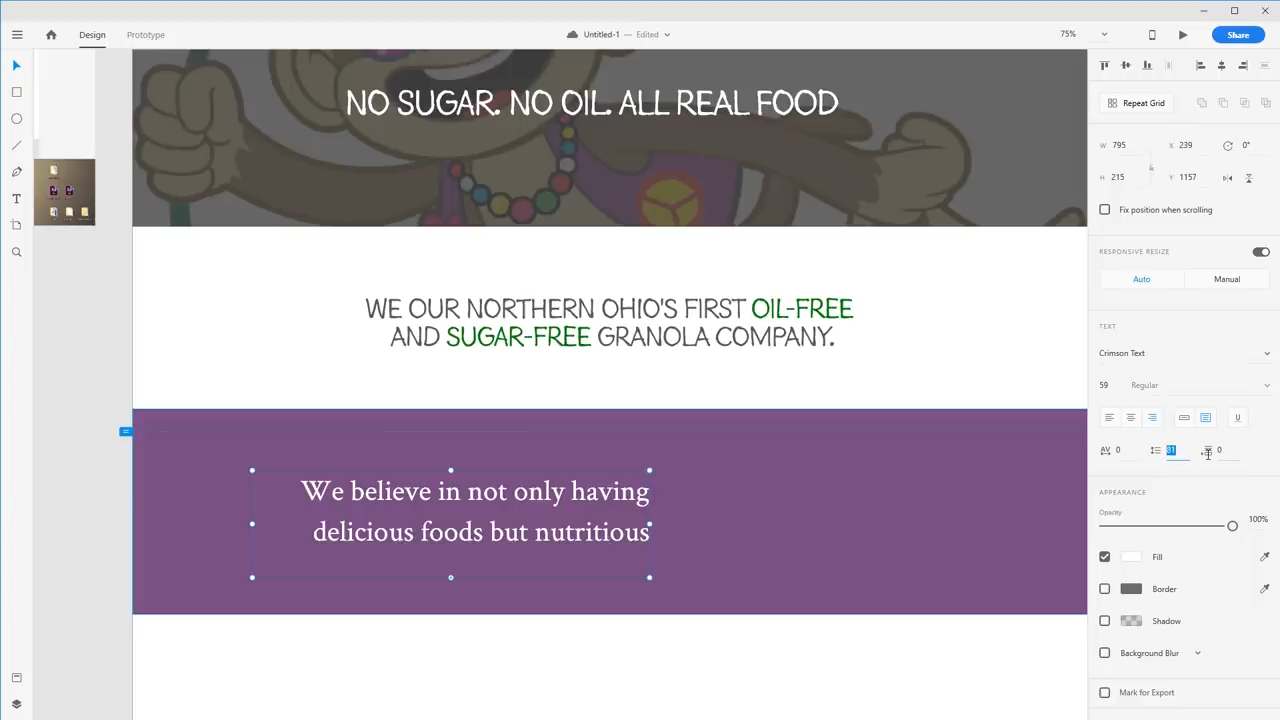 Design
Prototype
Untitled-1 — Edited
75%
Share
NO SUGAR. NO OIL. ALL REAL FOOD
WE OUR NORTHERN OHIO'S FIRST OIL-FREE
AND SUGAR-FREE GRANOLA COMPANY.
We believe in not only having
delicious foods but nutritious
Repeat Grid
W 795 X 239 0°
H 215 Y 1157
Fix position when scrolling
RESPONSIVE RESIZE
Auto Manual
TEXT
Crimson Text
59 Regular
U
AV 0 81 0
APPEARANCE
Opacity
100%
Fill
Border
Shadow
Background Blur
Mark for Export